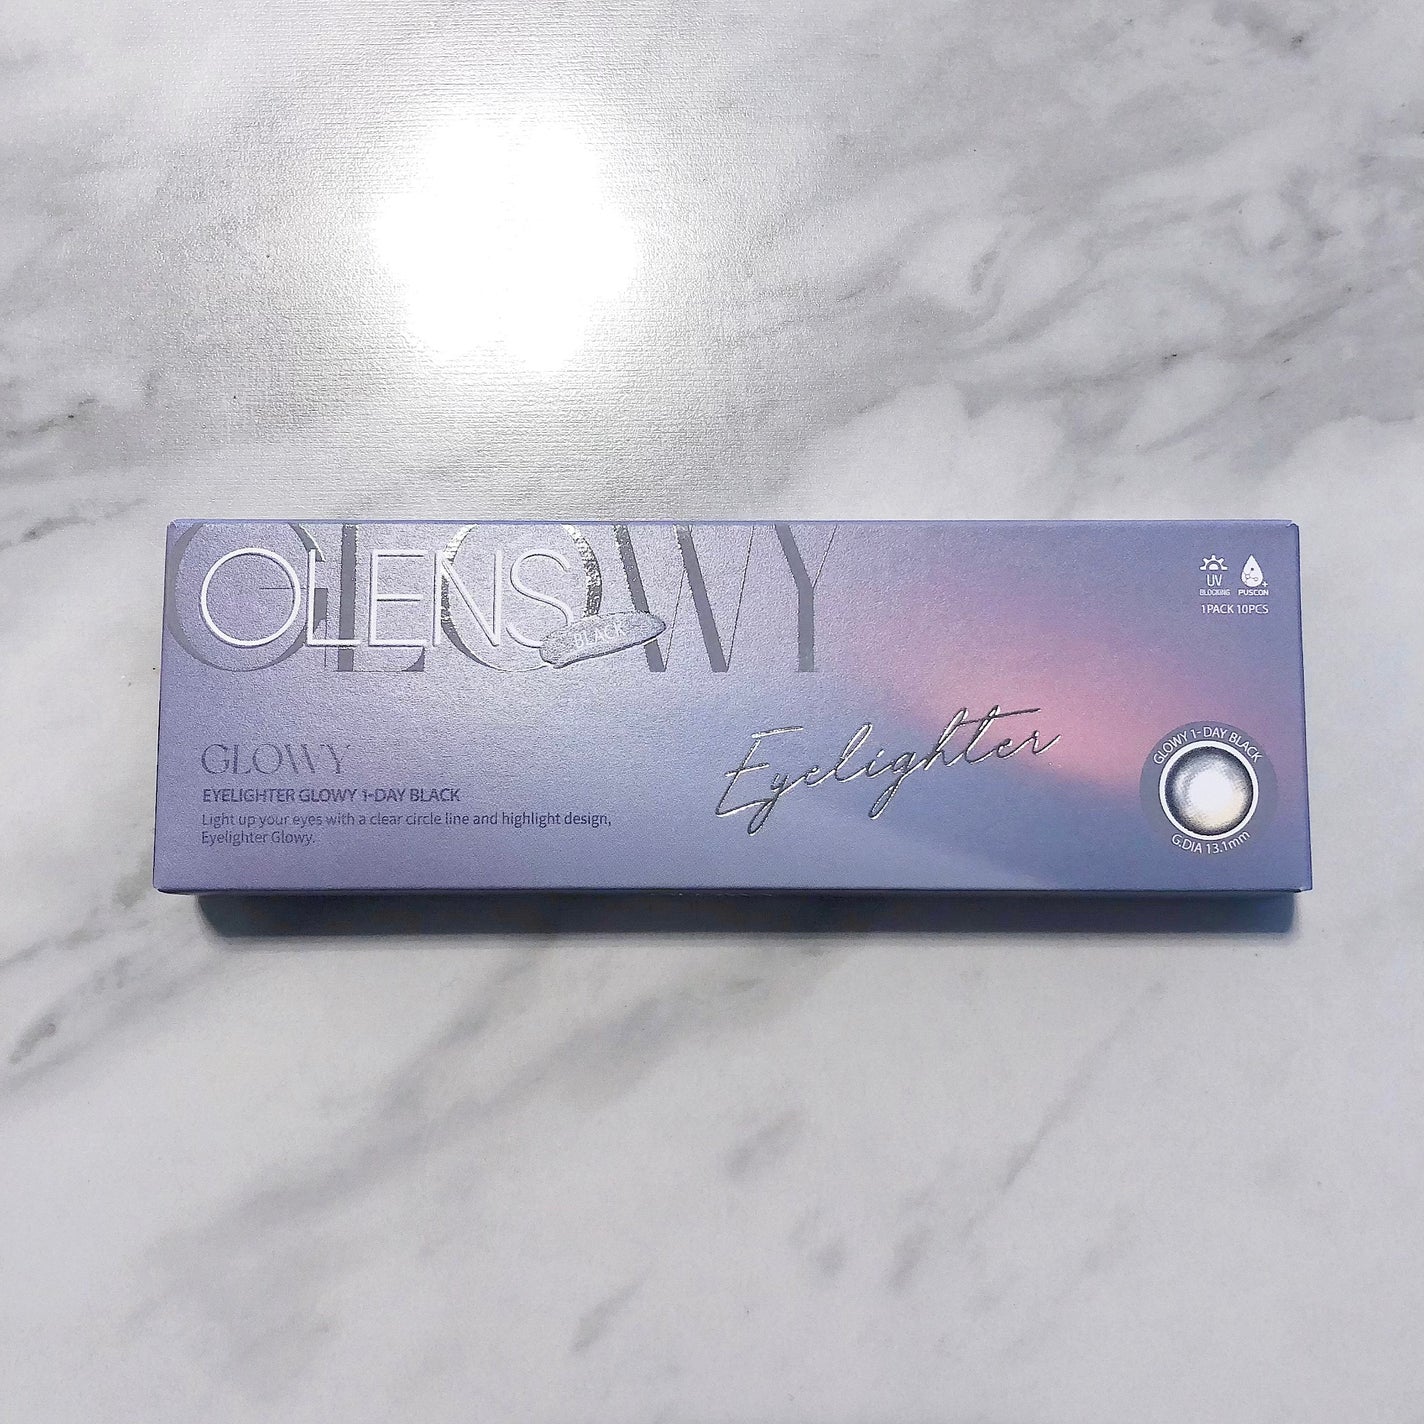 GLOWY
OLENS
BLACK
UV
BLOCKING
PUSCON
1PACK 10PCS
GLOWY
EYELIGHTER GLOWY 1-DAY BLACK
Light up your eyes with a clear circle line and highlight design,
Eyelighter Glowy.
Eyelighter
GLOWY 1-DAY BLACK
G.DIA 13.1mm